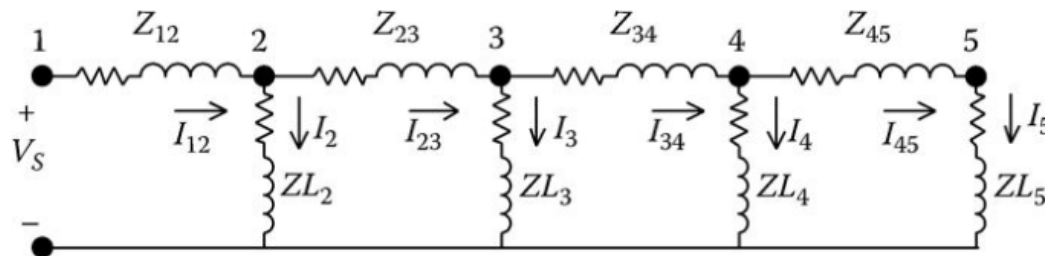 1 Z₁₂ 2 Z₂₃ 3 Z₃₄ 4 Z₄₅ 5
+ I₁₂ I₂ I₂₃ I₃ I₃₄ I₄ I₄₅ I₅
V_S ZL₂ ZL₃ ZL₄ ZL₅
−